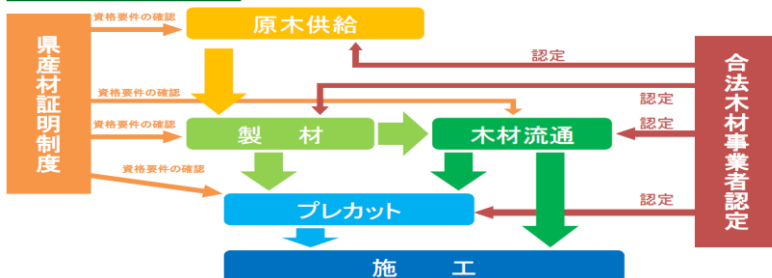 資格要件の確認
原木供給
県産材証明制度
認定
合法木材事業者認定
資格要件の確認
認定
資格要件の確認
製　材
木材流通
認定
資格要件の確認
プレカット
認定
施　工